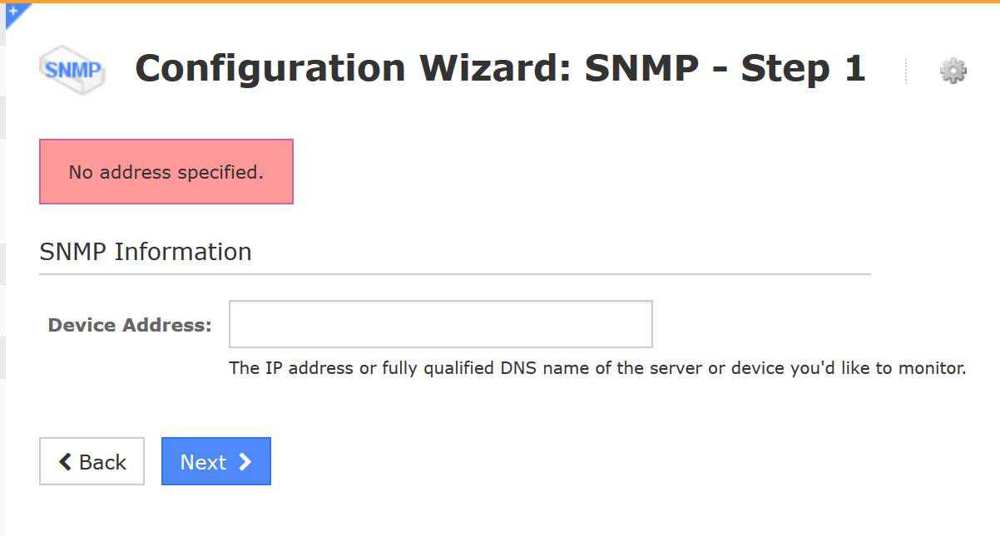 SNMP
Configuration Wizard: SNMP - Step 1
No address specified.
SNMP Information
Device Address:
The IP address or fully qualified DNS name of the server or device you'd like to monitor.
Back
Next